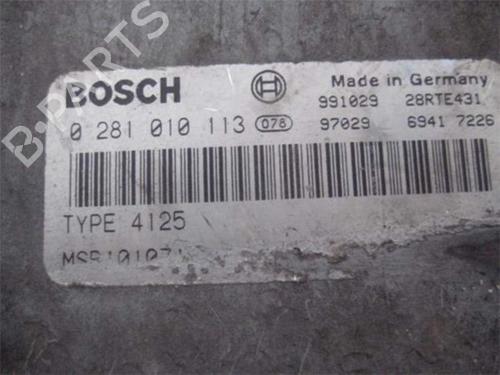 B-PARTS
BOSCH
Made in Germany
991029 28RTE431
0 281 010 113 078 97029 6941 7226
TYPE 4125